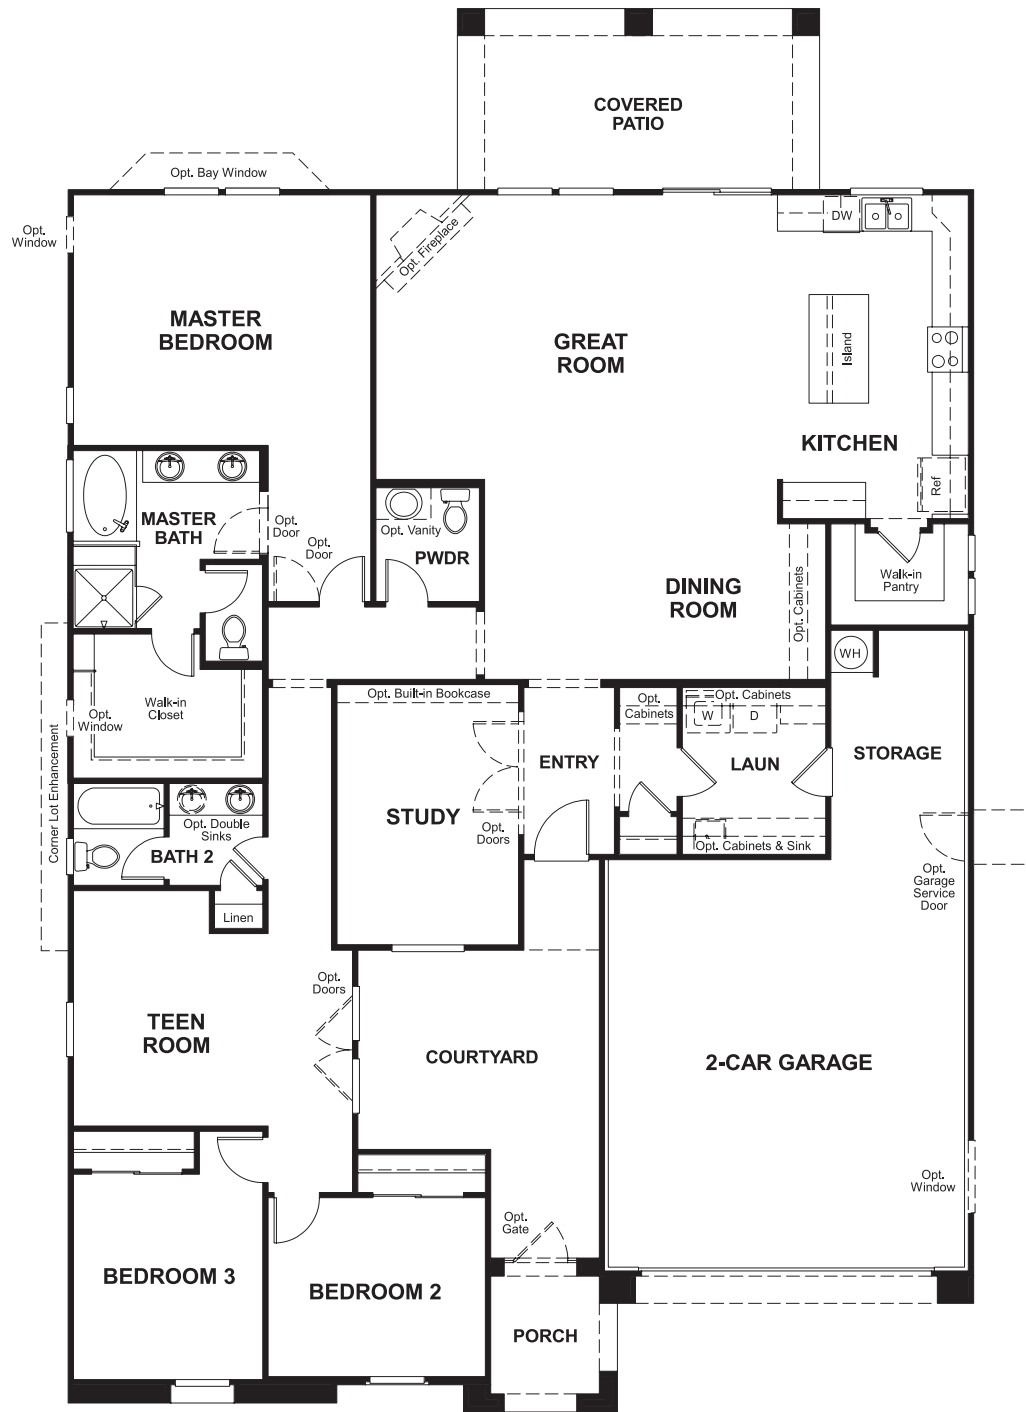 COVERED
PATIO
Opt. Bay Window
Opt.
Window
DW
Opt. Fireplace
MASTER
BEDROOM
GREAT
ROOM
Island
KITCHEN
Ref
MASTER
BATH
Opt.
Door
Opt.
Door
Opt. Vanity
PWDR
DINING
ROOM
Opt. Cabinets
Walk-in
Pantry
WH
Walk-in
Closet
Opt.
Window
Corner Lot Enhancement
Opt. Built-in Bookcase
Opt.
Cabinets
Opt. Cabinets
W
D
ENTRY
LAUN
STORAGE
STUDY
Opt.
Doors
Opt. Double
Sinks
BATH 2
Opt. Cabinets & Sink
Opt.
Garage
Service
Door
Linen
Opt.
Doors
TEEN
ROOM
COURTYARD
2-CAR GARAGE
Opt.
Window
Opt.
Gate
BEDROOM 3
BEDROOM 2
PORCH